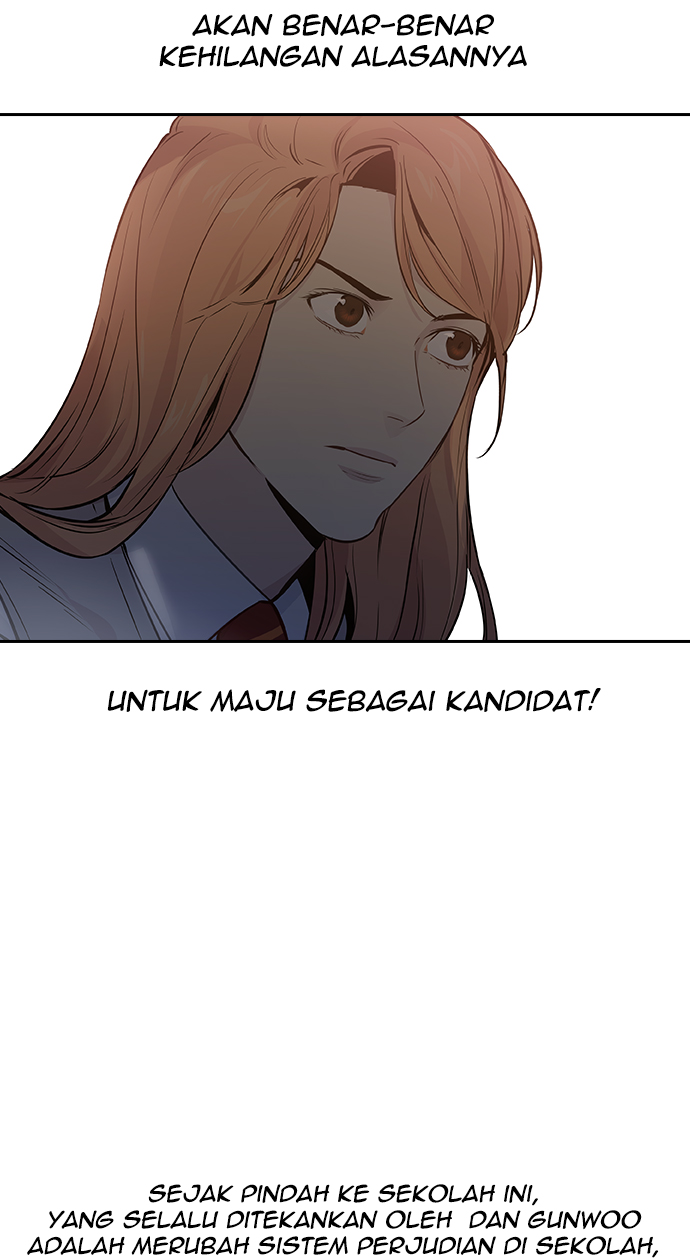 AKAN BENAR-BENAR
KEHILANGAN ALASANNYA
UNTUK MAJU SEBAGAI KANDIDAT!
SEJAK PINDAH KE SEKOLAH INI,
YANG SELALU DITEKANKAN OLEH DAN GUNWOO
ADALAH MERUBAH SISTEM PERJUDIAN DI SEKOLAH,